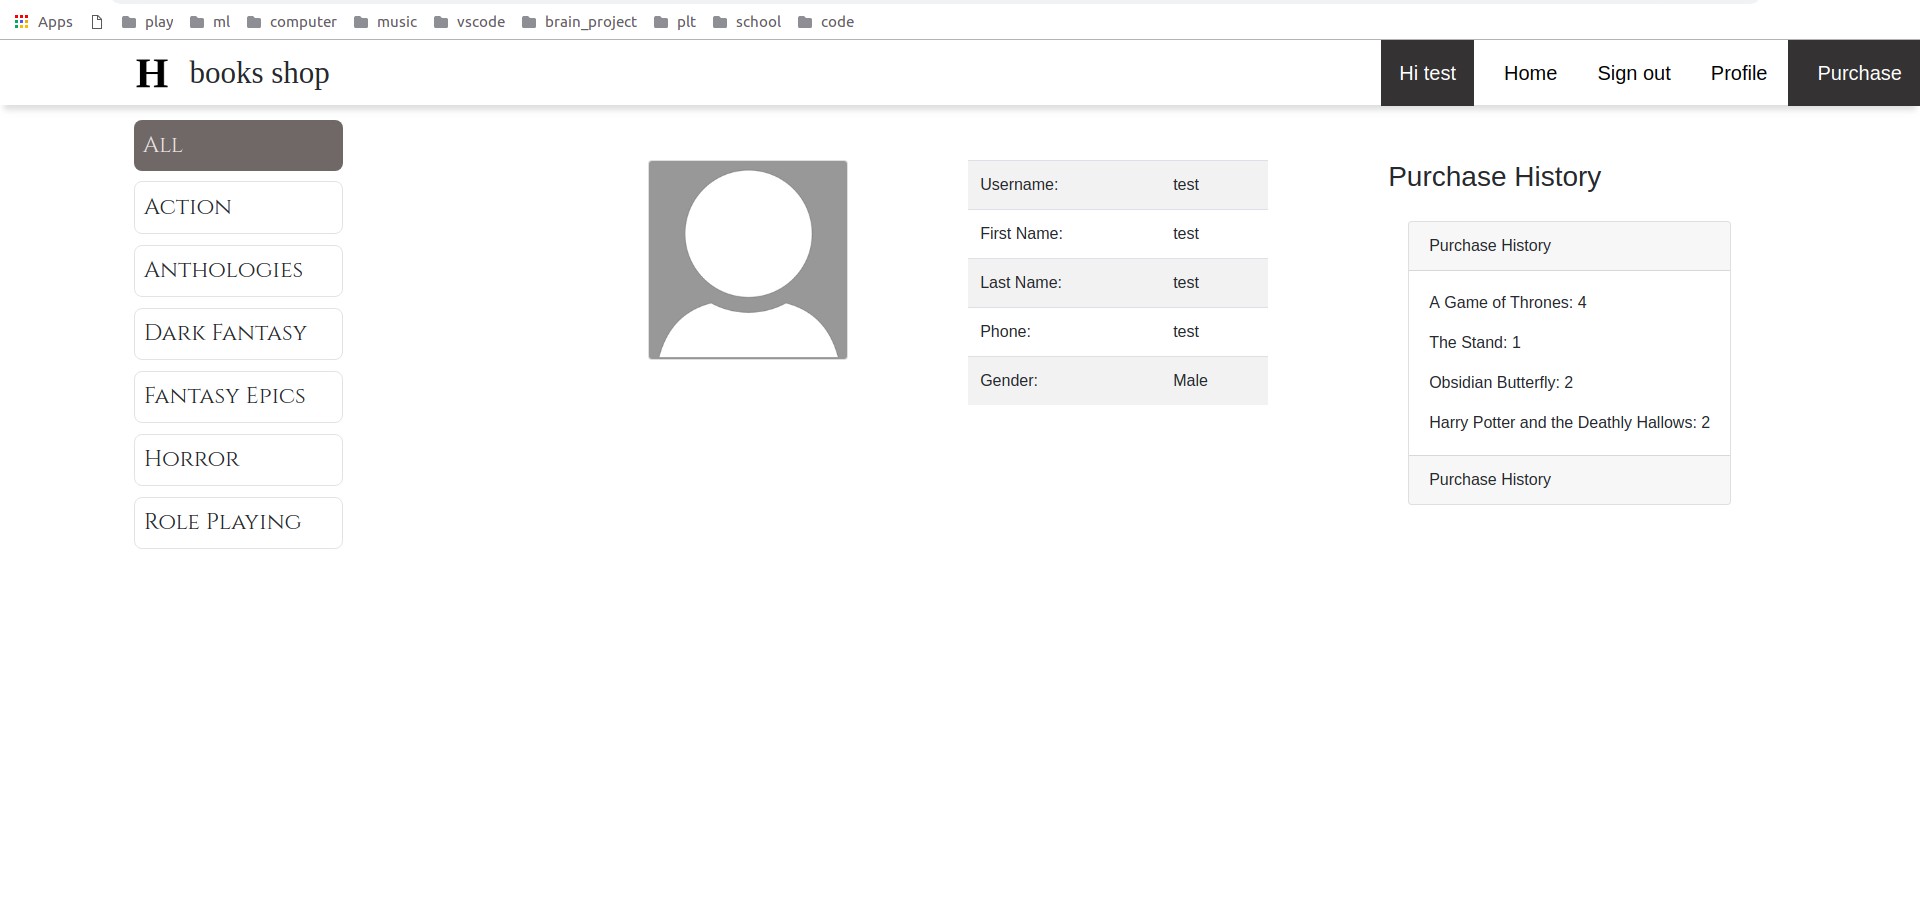 Apps play ml computer music vscode brain_project plt school code
H books shop Hi test Home Sign out Profile Purchase
All
Action
Anthologies
Dark Fantasy
Fantasy Epics
Horror
Role Playing
Username: test
First Name: test
Last Name: test
Phone: test
Gender: Male
Purchase History
Purchase History
A Game of Thrones: 4
The Stand: 1
Obsidian Butterfly: 2
Harry Potter and the Deathly Hallows: 2
Purchase History